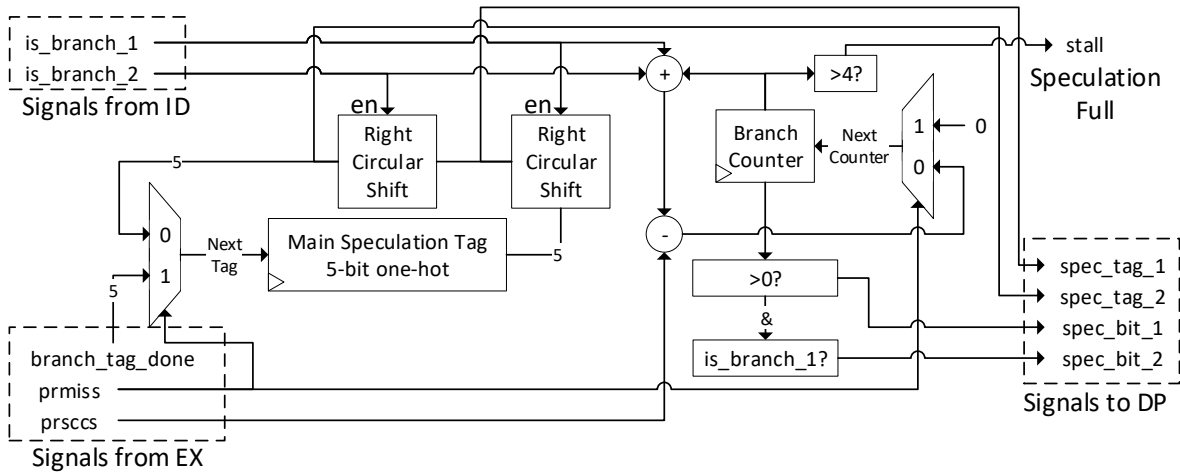 is_branch_1
is_branch_2
Signals from ID
en
Right
Circular
Shift
en
Right
Circular
Shift
+
>4?
stall
Speculation
Full
Branch
Counter
Next
Counter
1
0
0
5
0
1
Next
Tag
Main Speculation Tag
5-bit one-hot
5
5
-
>0?
&
is_branch_1?
spec_tag_1
spec_tag_2
spec_bit_1
spec_bit_2
Signals to DP
branch_tag_done
prmiss
prsccs
Signals from EX